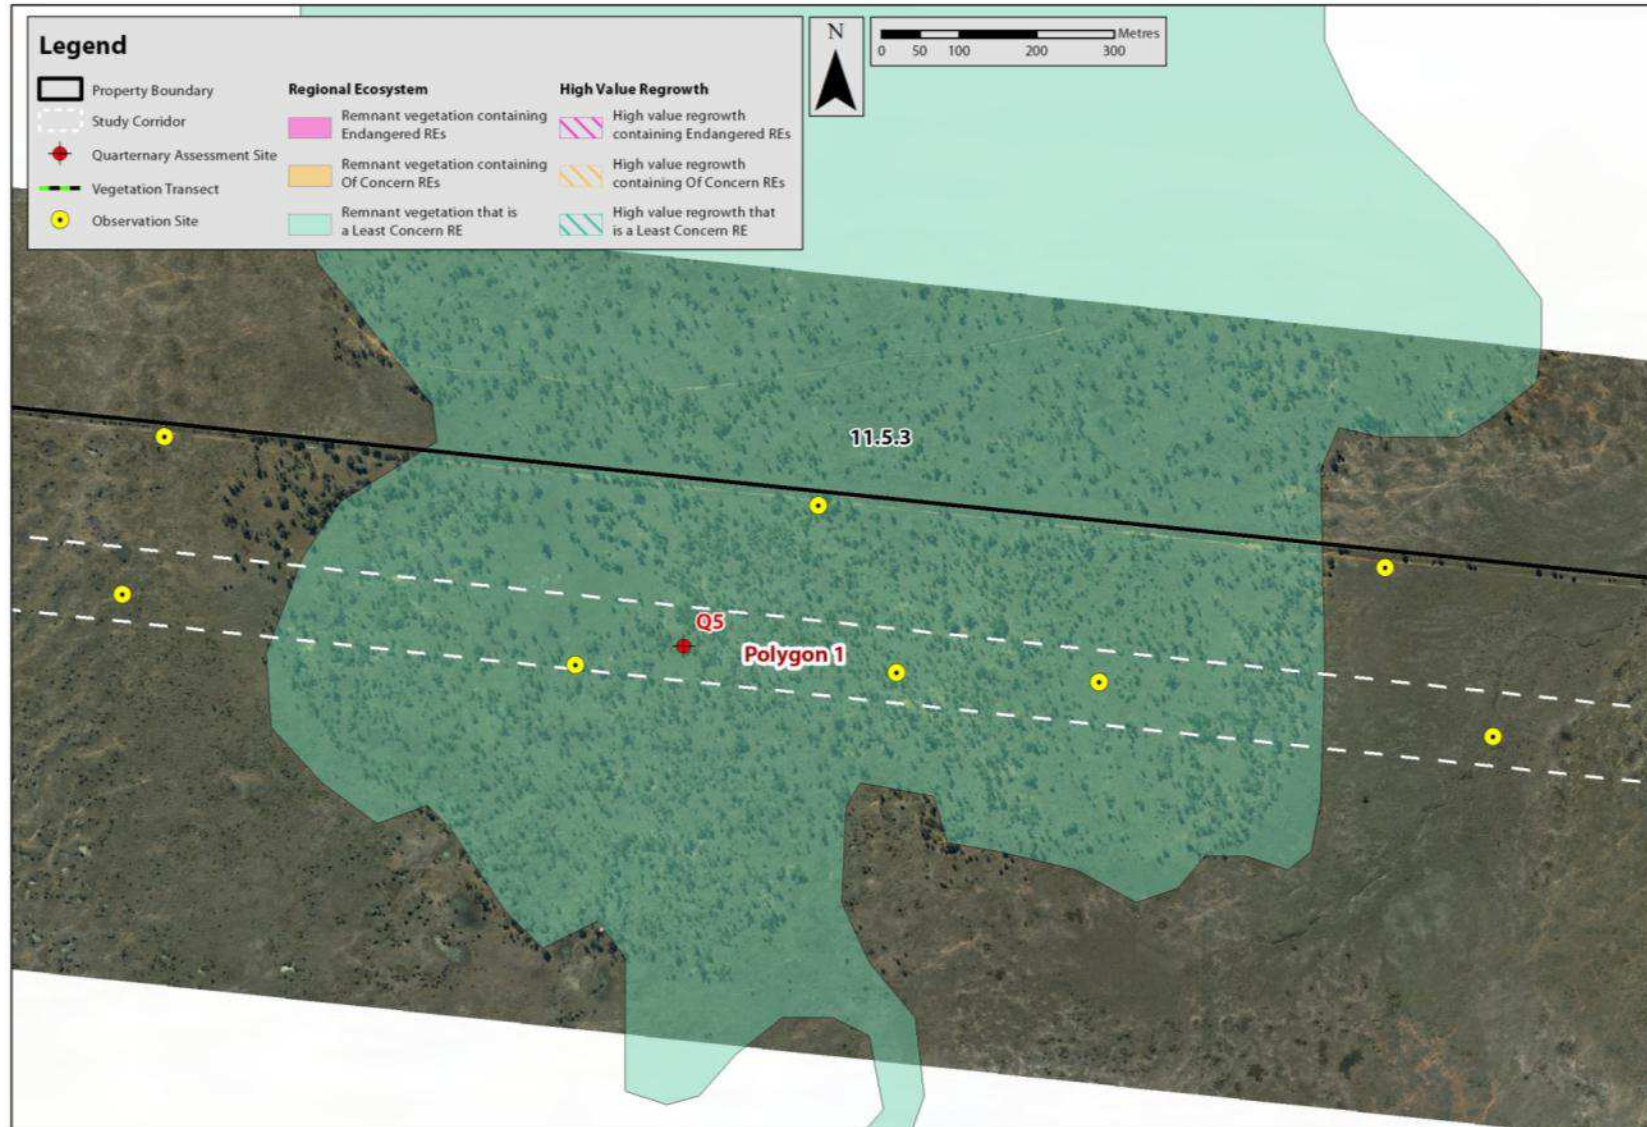 Legend
Property Boundary
Study Corridor
Quarternary Assessment Site
Vegetation Transect
Observation Site
Regional Ecosystem
Remnant vegetation containing
Endangered REs
Remnant vegetation containing
Of Concern REs
Remnant vegetation that is
a Least Concern RE
High Value Regrowth
High value regrowth
containing Endangered REs
High value regrowth
containing Of Concern REs
High value regrowth that
is a Least Concern RE
N
Metres
0 50 100 200 300
11.5.3
Q5
Polygon 1